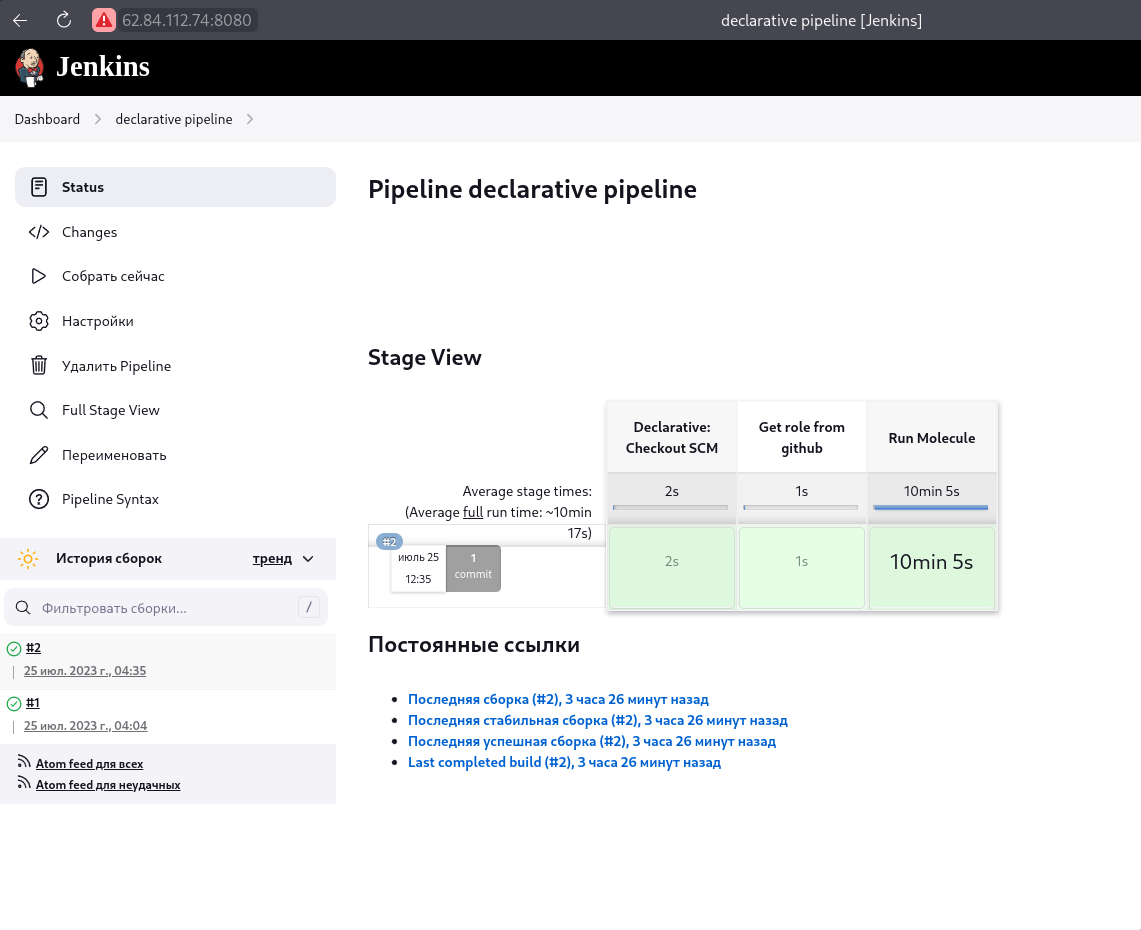 62.84.112.74:8080
declarative pipeline [Jenkins]
Jenkins
Dashboard
declarative pipeline
Status
Changes
Собрать сейчас
Настройки
Удалить Pipeline
Full Stage View
Переименовать
Pipeline Syntax
История сборок
тренд
Фильтровать сборки...
/
#2
25 июл. 2023 г., 04:35
#1
25 июл. 2023 г., 04:04
Atom feed для всех
Atom feed для неудачных
Pipeline declarative pipeline
Stage View
Declarative:
Checkout SCM
Get role from
github
Run Molecule
Average stage times:
(Average full run time: ~10min
17s)
2s
1s
10min 5s
#2
июль 25
12:35
1
commit
2s
1s
10min 5s
Постоянные ссылки
Последняя сборка (#2), 3 часа 26 минут назад
Последняя стабильная сборка (#2), 3 часа 26 минут назад
Последняя успешная сборка (#2), 3 часа 26 минут назад
Last completed build (#2), 3 часа 26 минут назад